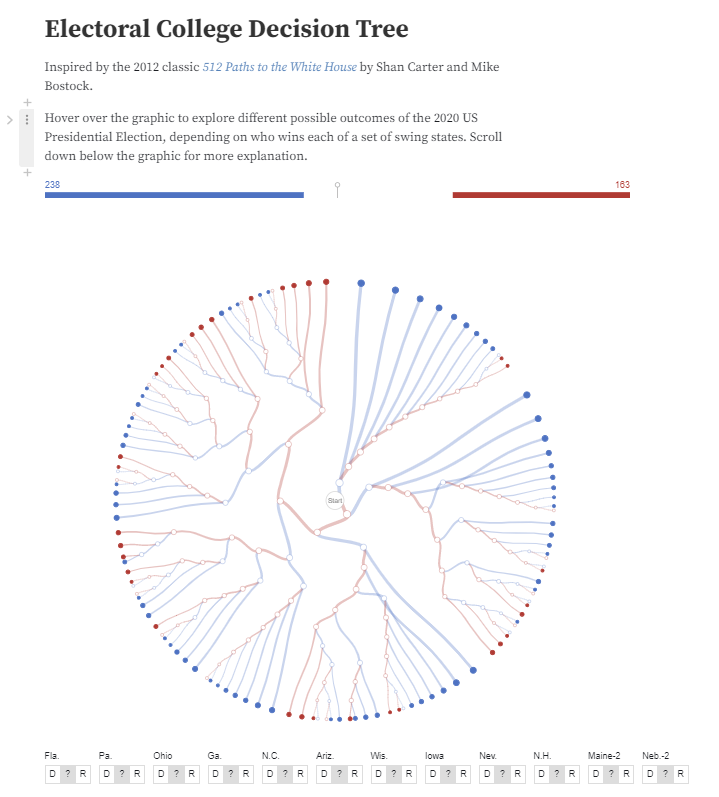 Electoral College Decision Tree
Inspired by the 2012 classic 512 Paths to the White House by Shan Carter and Mike
Bostock.
Hover over the graphic to explore different possible outcomes of the 2020 US
Presidential Election, depending on who wins each of a set of swing states. Scroll
down below the graphic for more explanation.
238 163
Start
Fla. Pa. Ohio Ga. N.C. Ariz. Wis. Iowa Nev. N.H. Maine-2 Neb.-2
D ? R D ? R D ? R D ? R D ? R D ? R D ? R D ? R D ? R D ? R D ? R D ? R